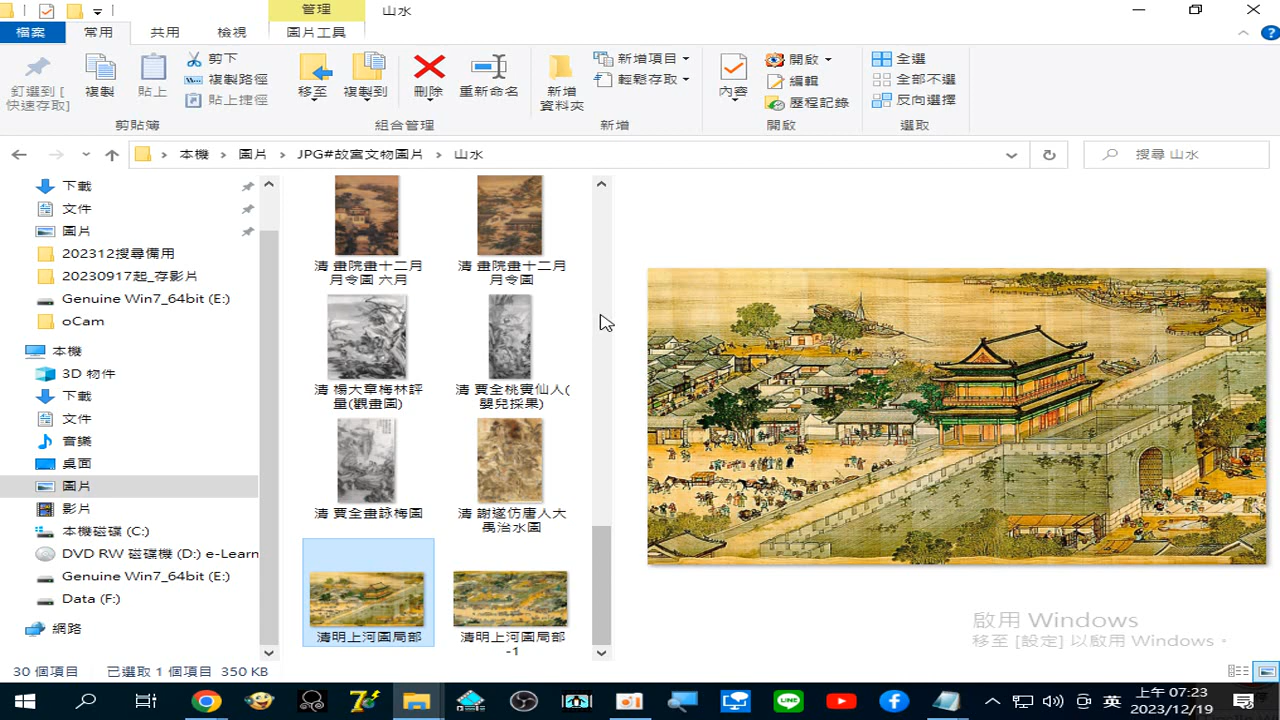 管理
山水
檔案
常用
共用
檢視
圖片工具
釘選到 [
快速存取]
複製
貼上
剪下
複製路徑
貼上捷徑
剪貼簿
移至
複製到
刪除
重新命名
組合管理
新增
資料夾
新增項目
輕鬆存取
新增
內容
開啟
編輯
歷程記錄
開啟
全選
全部不選
反向選擇
選取
本機 › 圖片 › JPG#故宮文物圖片 › 山水
搜尋 山水
下載
文件
圖片
202312搜尋備用
20230917起_存影片
Genuine Win7_64bit (E:)
oCam
本機
3D 物件
下載
文件
音樂
桌面
圖片
影片
本機磁碟 (C:)
DVD RW 磁碟機 (D:) e-Learn
Genuine Win7_64bit (E:)
Data (F:)
網路
清 畫院畫十二月
月令圖 六月
清 畫院畫十二月
月令圖
清 楊大章梅林評
量(觀畫圖)
清 賈全桃實仙人(
嬰兒採果)
清 賈全畫詠梅圖
清 謝遂仿唐人大
禹治水圖
清明上河圖局部
清明上河圖局部
-1
啟用 Windows
移至 [設定] 以啟用 Windows。
30 個項目
已選取 1 個項目 350 KB
英
上午 07:23
2023/12/19